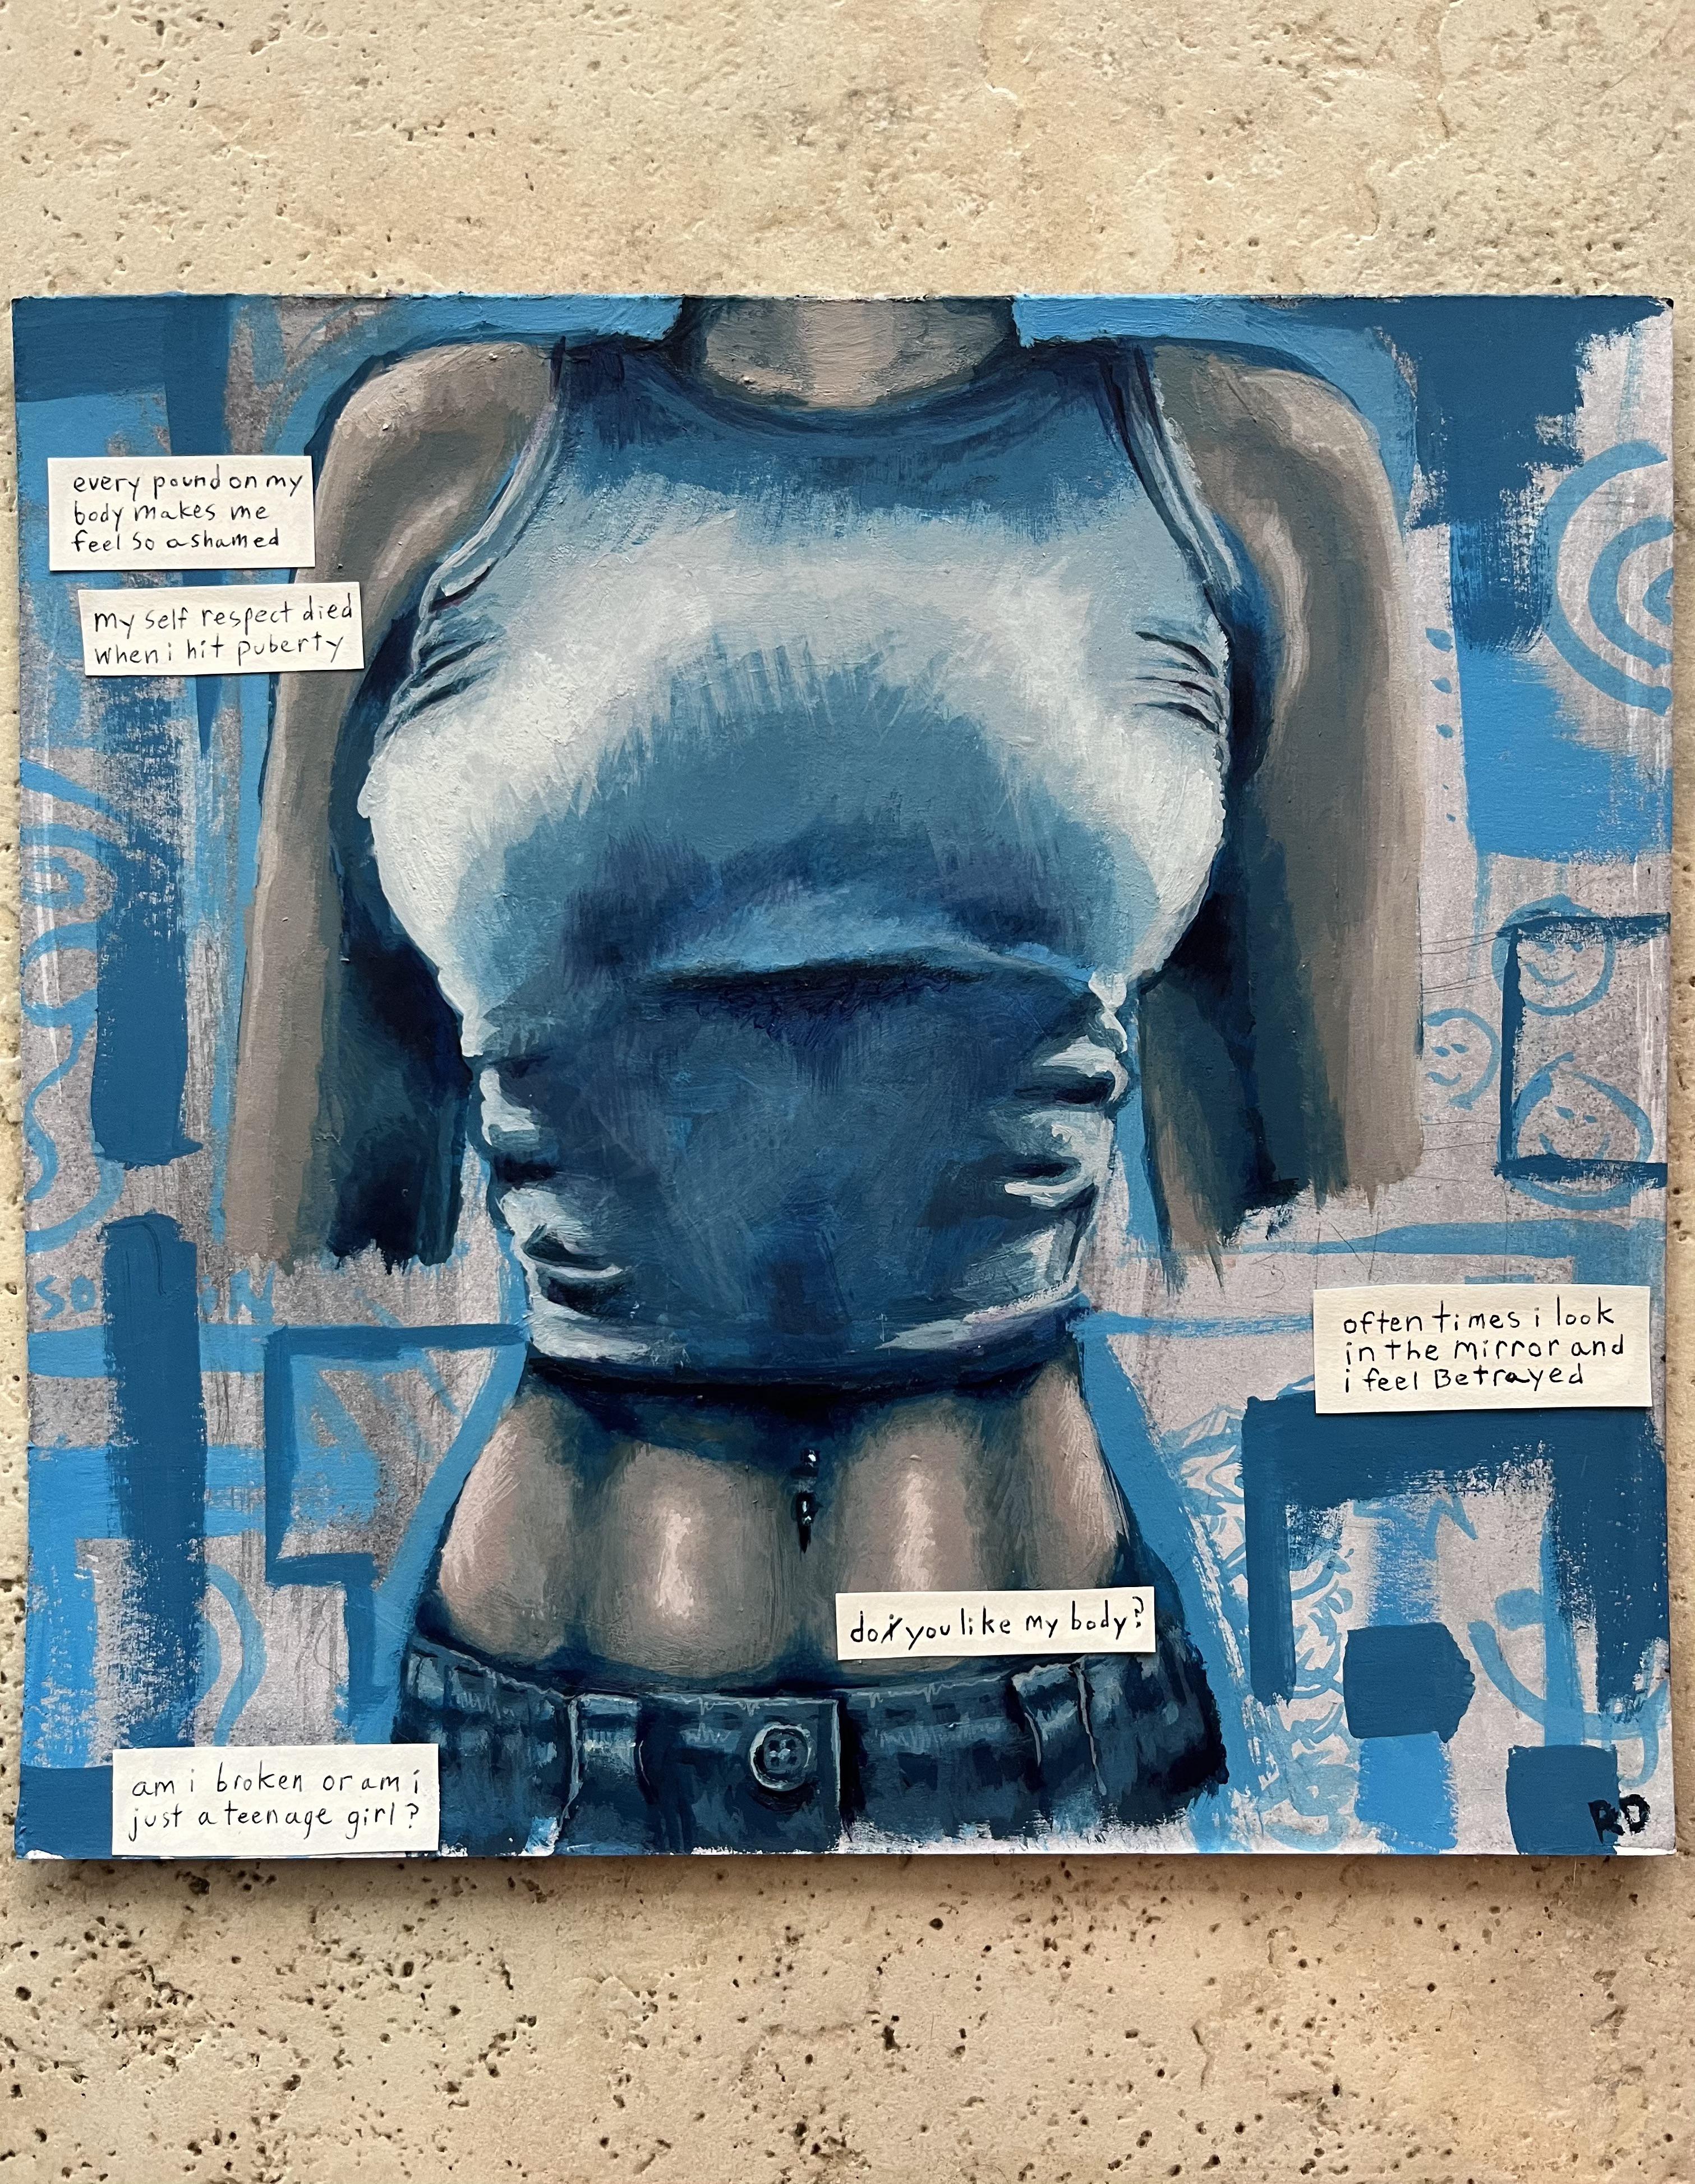 every pound on my
body makes me
feel so ashamed
my self respect died
when i hit puberty
often times i look
in the mirror and
i feel Betrayed
do you like my body?
am i broken or am i
just a teenage girl?
RD